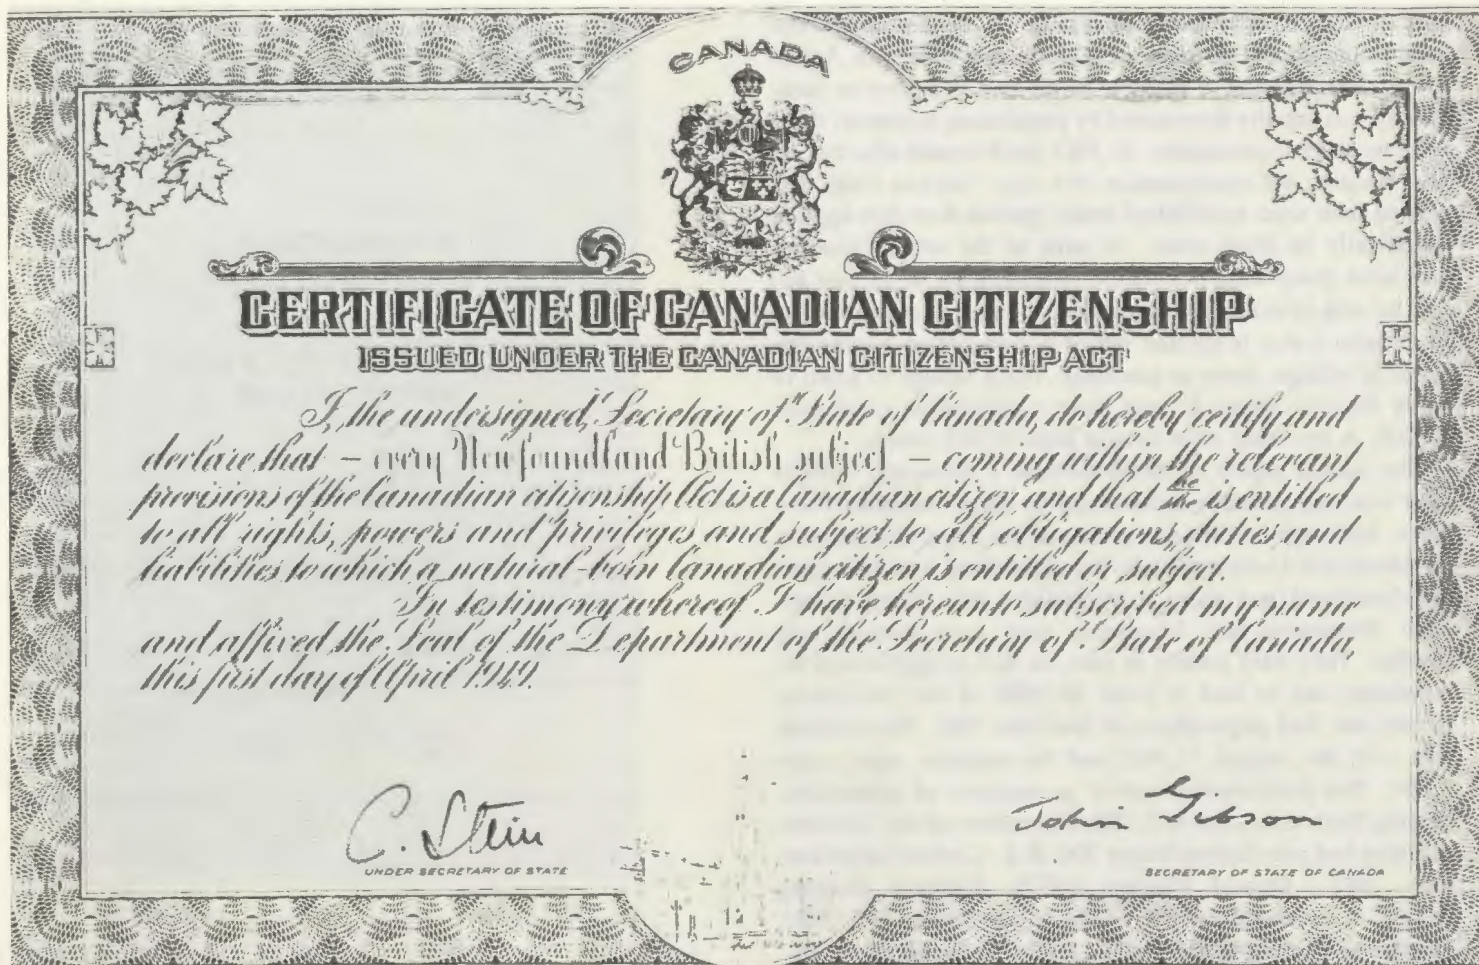 CANADA
CERTIFICATE OF CANADIAN CITIZENSHIP
ISSUED UNDER THE CANADIAN CITIZENSHIP ACT
I, the undersigned, Secretary of State of Canada, do hereby certify and
declare that – every Newfoundland British subject – coming within the relevant
provisions of the Canadian citizenship Act is a Canadian citizen and that he/she is entitled
to all rights, powers and privileges and subject to all obligations, duties and
liabilities to which a natural-born Canadian citizen is entitled or subject.
In testimony whereof I have hereunto subscribed my name
and affixed the Seal of the Department of the Secretary of State of Canada,
this first day of April 1949.
C. Stein
UNDER SECRETARY OF STATE
John Gibson
SECRETARY OF STATE OF CANADA